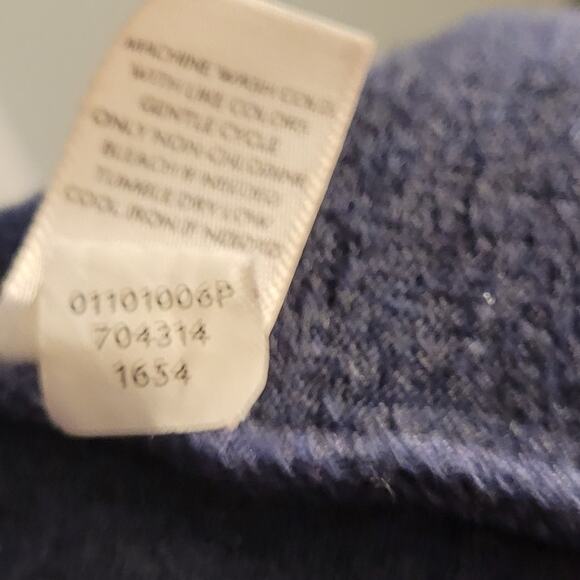 MACHINE WASH COLD
WITH LIKE COLORS
GENTLE CYCLE
ONLY NON-CHLORINE
BLEACH IF NEEDED
TUMBLE DRY LOW
COOL IRON IF NEEDED
01101006P
704314
1654